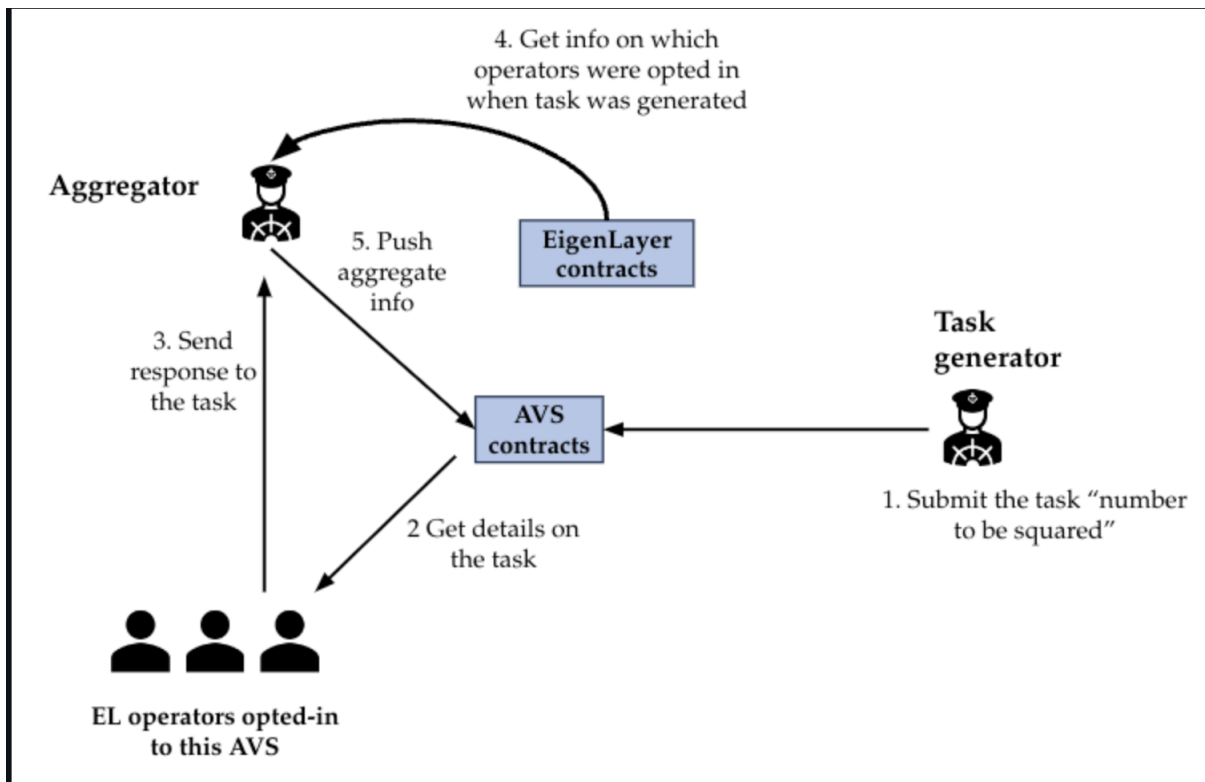 4. Get info on which
operators were opted in
when task was generated
Aggregator
EigenLayer
contracts
5. Push
aggregate
info
3. Send
response to
the task
Task
generator
AVS
contracts
1. Submit the task “number
to be squared”
2 Get details on
the task
EL operators opted-in
to this AVS